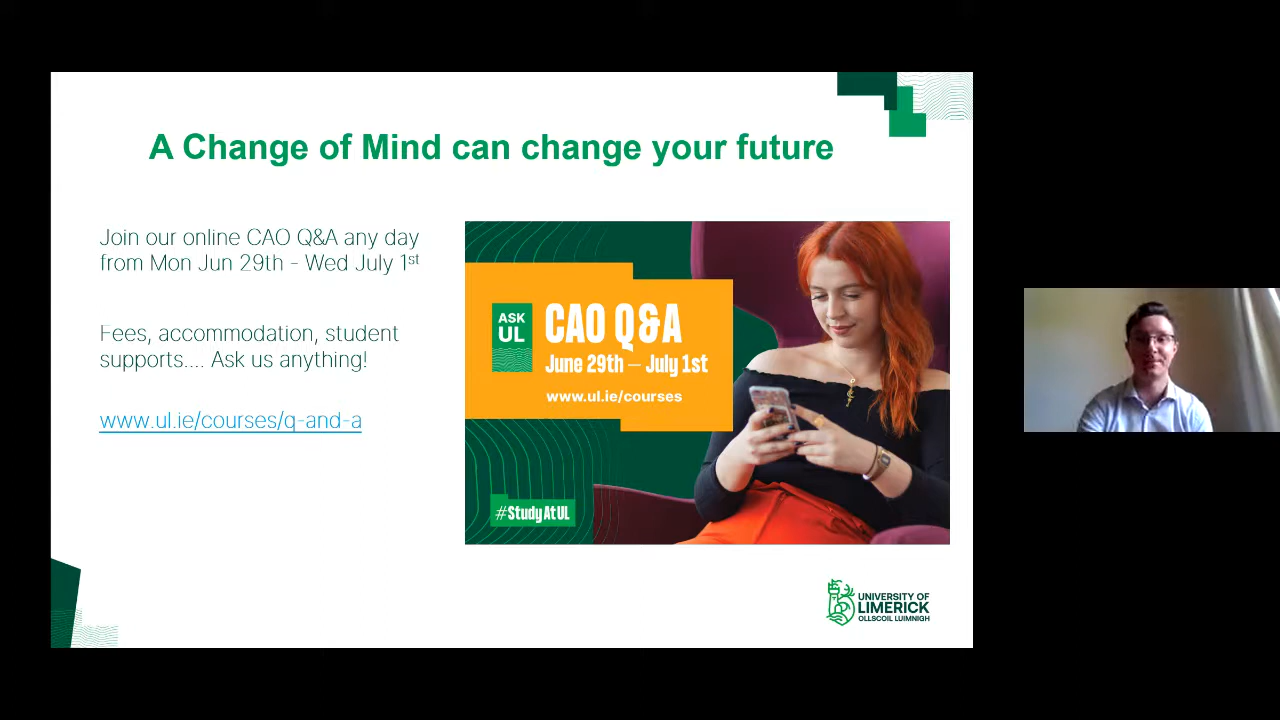 A Change of Mind can change your future
Join our online CAO Q&A any day
from Mon Jun 29th - Wed July 1st
Fees, accommodation, student
supports.... Ask us anything!
www.ul.ie/courses/q-and-a
ASK
UL
CAO Q&A
June 29th – July 1st
www.ul.ie/courses
#StudyAtUL
UNIVERSITY OF
LIMERICK
OLLSCOIL LUIMNIGH